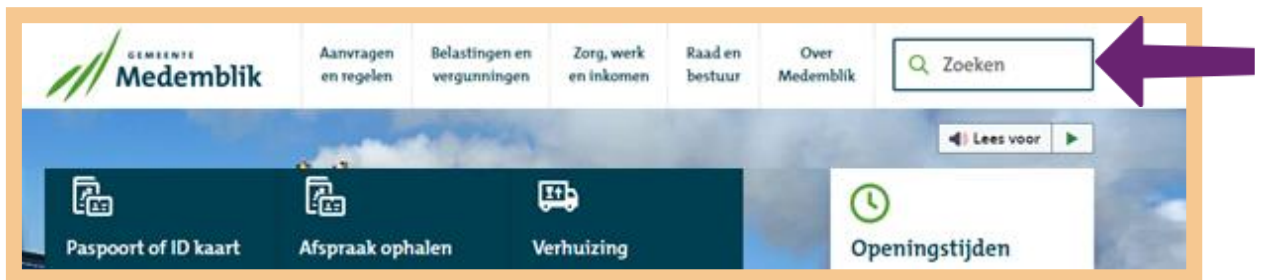 GEMEENTE
Medemblik
Aanvragen
en regelen
Belastingen en
vergunningen
Zorg, werk
en inkomen
Raad en
bestuur
Over
Medemblik
Zoeken
Lees voor
Paspoort of ID kaart
Afspraak ophalen
Verhuizing
Openingstijden